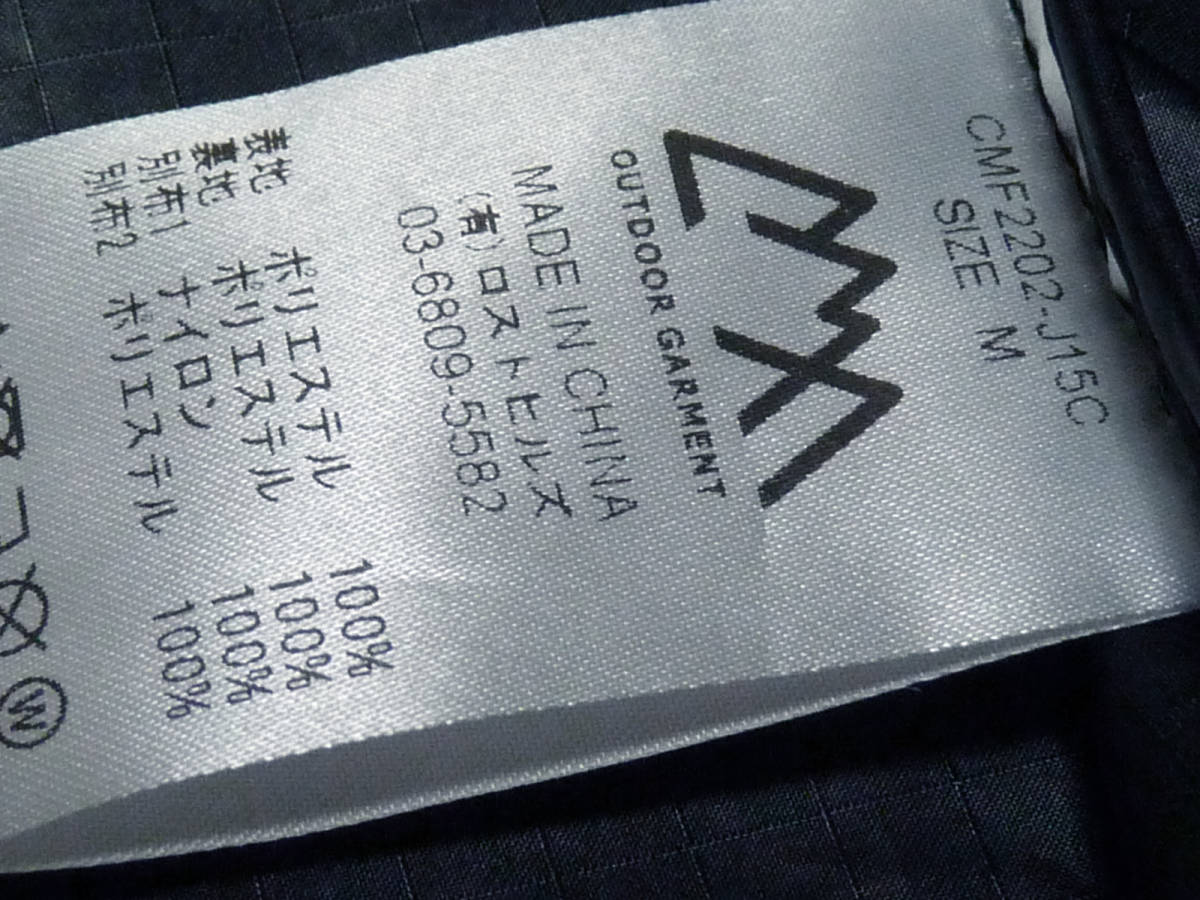 CMF2202-J15C
SIZE M
OUTDOOR GARMENT
MADE IN CHINA
(有)ロストヒルズ
03-6809-5582
表地 ポリエステル 100%
裏地 ポリエステル 100%
別布1 ナイロン 100%
別布2 ポリエステル 100%
W